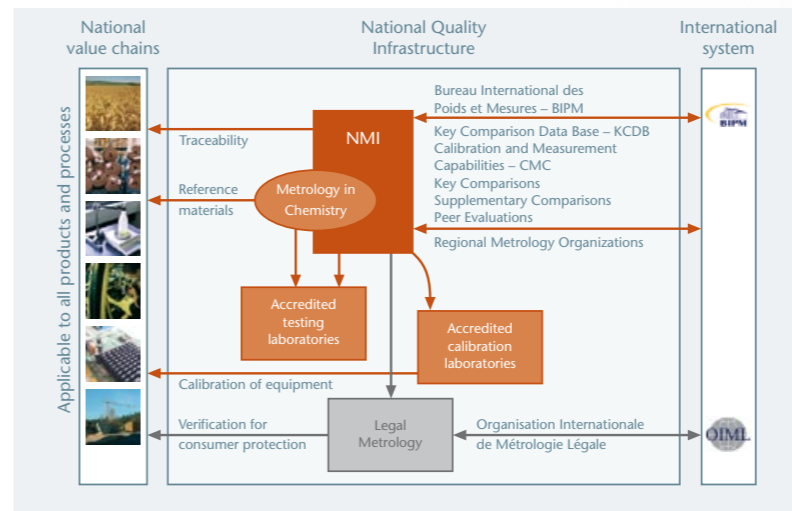 National
value chains
National Quality
Infrastructure
International
system
Applicable to all products and processes
NMI
Metrology in
Chemistry
Traceability
Reference
materials
Bureau International des
Poids et Mesures – BIPM
Key Comparison Data Base – KCDB
Calibration and Measurement
Capabilities – CMC
Key Comparisons
Supplementary Comparisons
Peer Evaluations
Regional Metrology Organizations
BIPM
Accredited
testing
laboratories
Accredited
calibration
laboratories
Calibration of equipment
Verification for
consumer protection
Legal
Metrology
Organisation Internationale
de Métrologie Légale
OIML